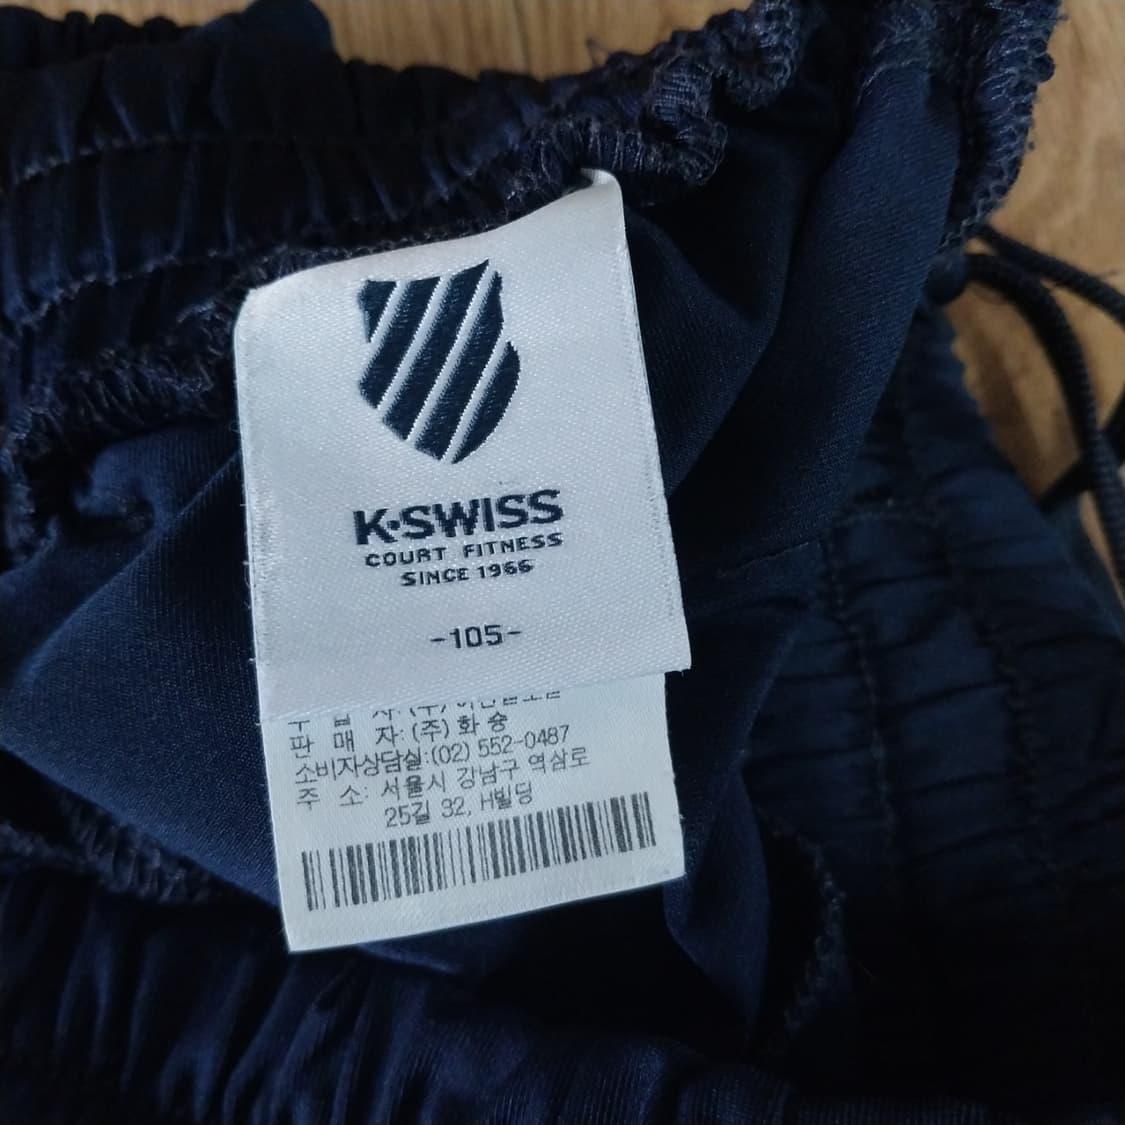 K·SWISS
COURT FITNESS
SINCE 1966
-105-
판 매 자: (주) 화 승
소비자상담실:(02) 552-0487
주 소: 서울시 강남구 역삼로
25길 32, H빌딩